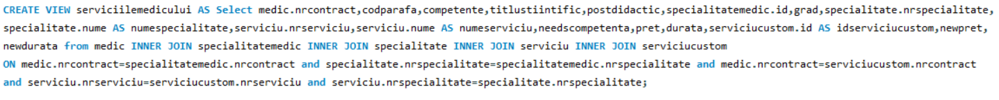 CREATE VIEW serviciilemedicului AS Select medic.nrcontract,codparafa,competente,titlustiintific,postdidactic,specialitatemedic.id,grad,specialitate.nrspecialitate,
specialitate.nume AS numespecialitate,serviciu.nrserviciu,serviciu.nume AS numeserviciu,needscompetenta,pret,durata,serviciucustom.id AS idserviciucustom,newpret,
newdurata from medic INNER JOIN specialitatemedic INNER JOIN specialitate INNER JOIN serviciu INNER JOIN serviciucustom
ON medic.nrcontract=specialitatemedic.nrcontract and specialitate.nrspecialitate=specialitatemedic.nrspecialitate and medic.nrcontract=serviciucustom.nrcontract
and serviciu.nrserviciu=serviciucustom.nrserviciu and serviciu.nrspecialitate=specialitate.nrspecialitate;